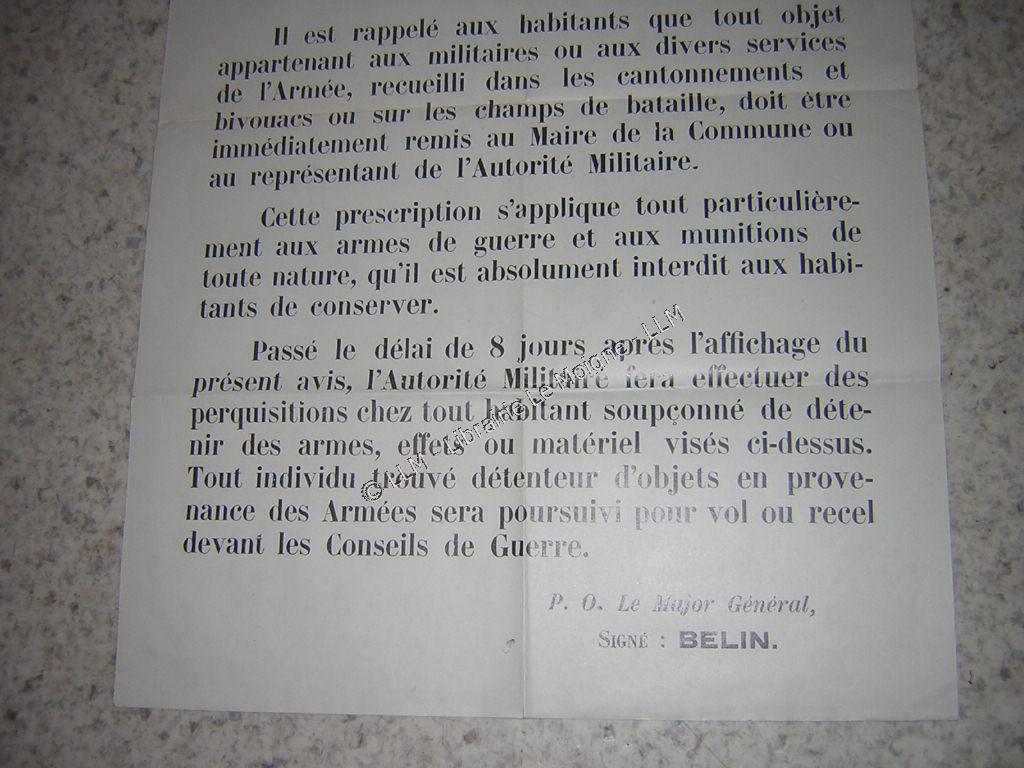 Il est rappelé aux habitants que tout objet
appartenant aux militaires ou aux divers services
de l'Armée, recueilli dans les cantonnements et
bivouacs ou sur les champs de bataille, doit être
immédiatement remis au Maire de la Commune ou
au représentant de l'Autorité Militaire.
Cette prescription s'applique tout particulière-
ment aux armes de guerre et aux munitions de
toute nature, qu'il est absolument interdit aux habi-
tants de conserver.
Passé le délai de 8 jours après l'affichage du
présent avis, l'Autorité Militaire fera effectuer des
perquisitions chez tout habitant soupçonné de déte-
nir des armes, effets ou matériel visés ci-dessus.
Tout individu trouvé détenteur d'objets en prove-
nance des Armées sera poursuivi pour vol ou recel
devant les Conseils de Guerre.
P. O. Le Major Général,
SIGNÉ : BELIN.
© LLM - Librairie Le Moigne - LLM